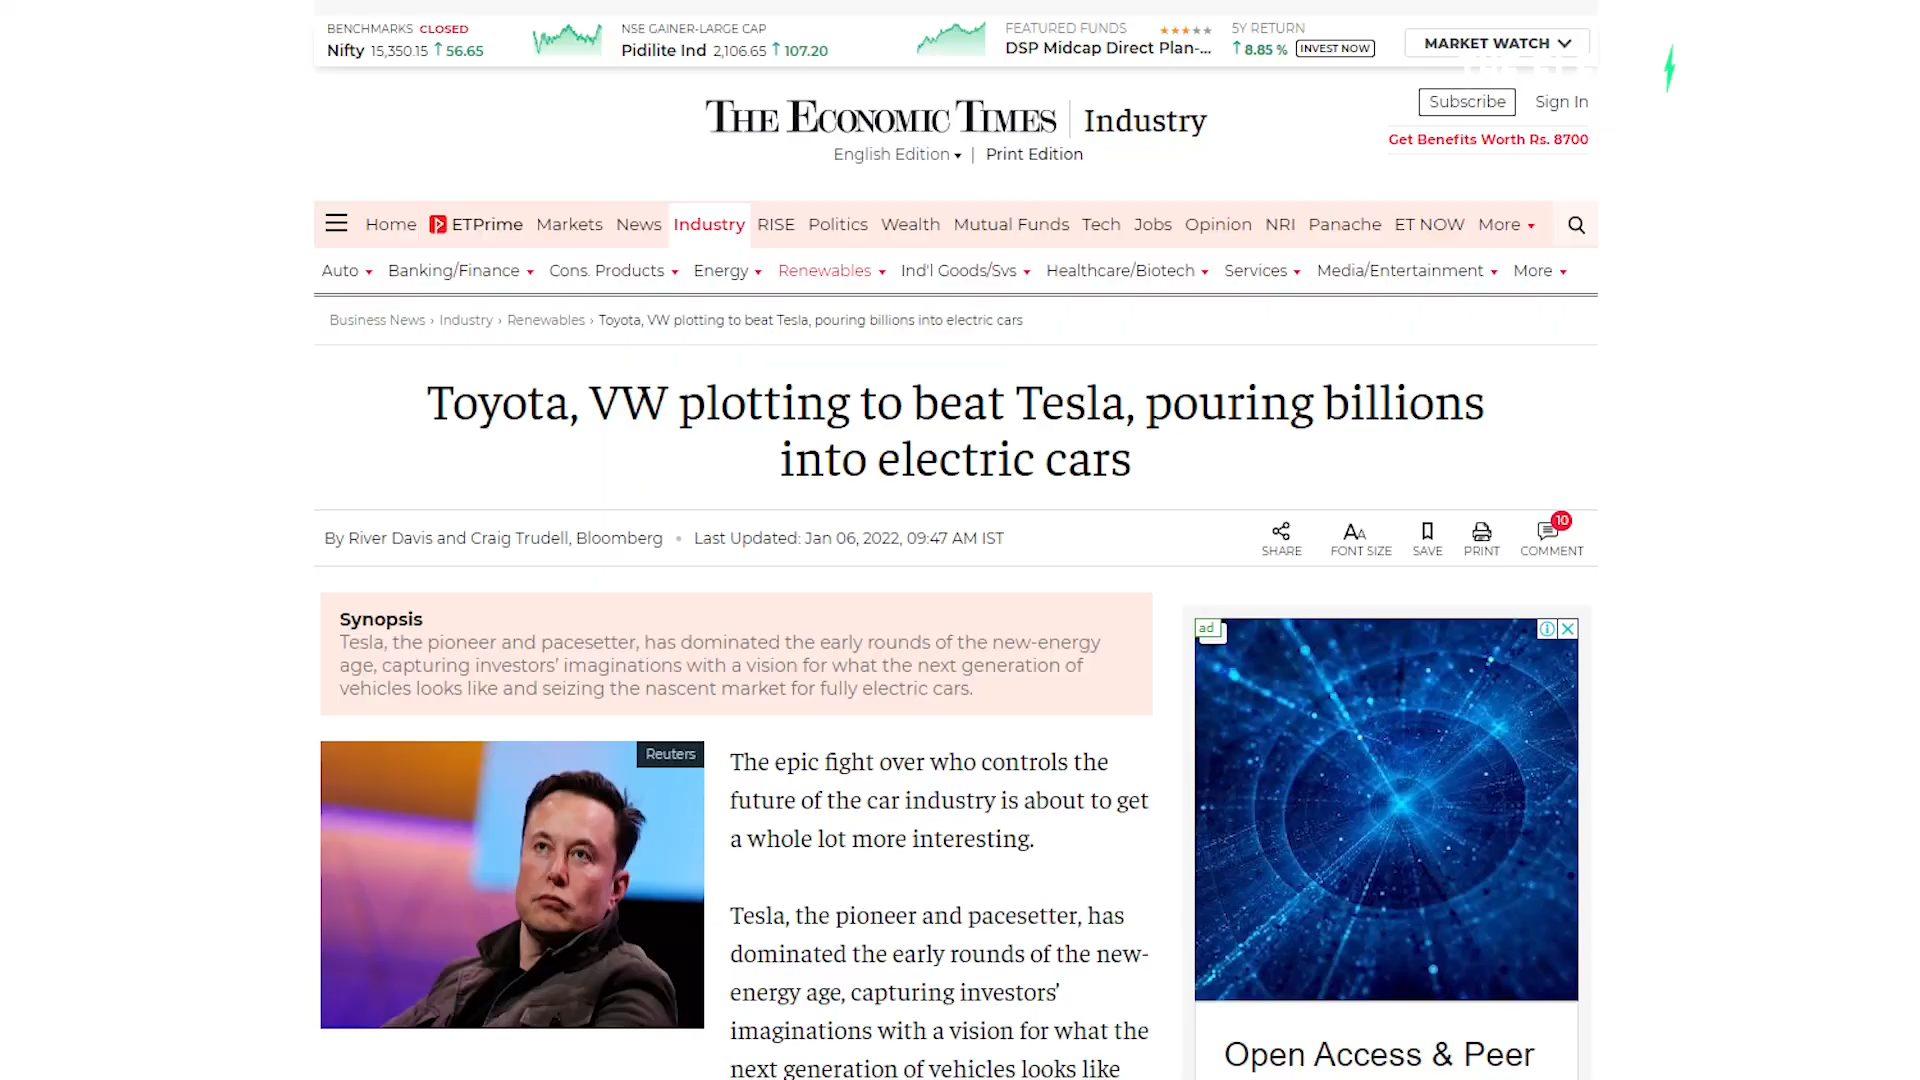 BENCHMARKS CLOSED
Nifty 15,350.15 ↑ 56.65
NSE GAINER-LARGE CAP
Pidilite Ind 2,106.65 ↑ 107.20
FEATURED FUNDS ★★★★★
DSP Midcap Direct Plan-...
5Y RETURN
↑ 8.85 % INVEST NOW
MARKET WATCH
THE ECONOMIC TIMES | Industry
English Edition | Print Edition
Subscribe Sign In
Get Benefits Worth Rs. 8700
Home ETPrime Markets News Industry RISE Politics Wealth Mutual Funds Tech Jobs Opinion NRI Panache ET NOW More
Auto Banking/Finance Cons. Products Energy Renewables Ind'l Goods/Svs Healthcare/Biotech Services Media/Entertainment More
Business News › Industry › Renewables › Toyota, VW plotting to beat Tesla, pouring billions into electric cars
Toyota, VW plotting to beat Tesla, pouring billions
into electric cars
By River Davis and Craig Trudell, Bloomberg • Last Updated: Jan 06, 2022, 09:47 AM IST
SHARE
FONT SIZE
SAVE
PRINT
10
COMMENT
Synopsis
Tesla, the pioneer and pacesetter, has dominated the early rounds of the new-energy
age, capturing investors' imaginations with a vision for what the next generation of
vehicles looks like and seizing the nascent market for fully electric cars.
Reuters
The epic fight over who controls the
future of the car industry is about to get
a whole lot more interesting.
Tesla, the pioneer and pacesetter, has
dominated the early rounds of the new-
energy age, capturing investors'
imaginations with a vision for what the
next generation of vehicles looks like
ad
Open Access & Peer